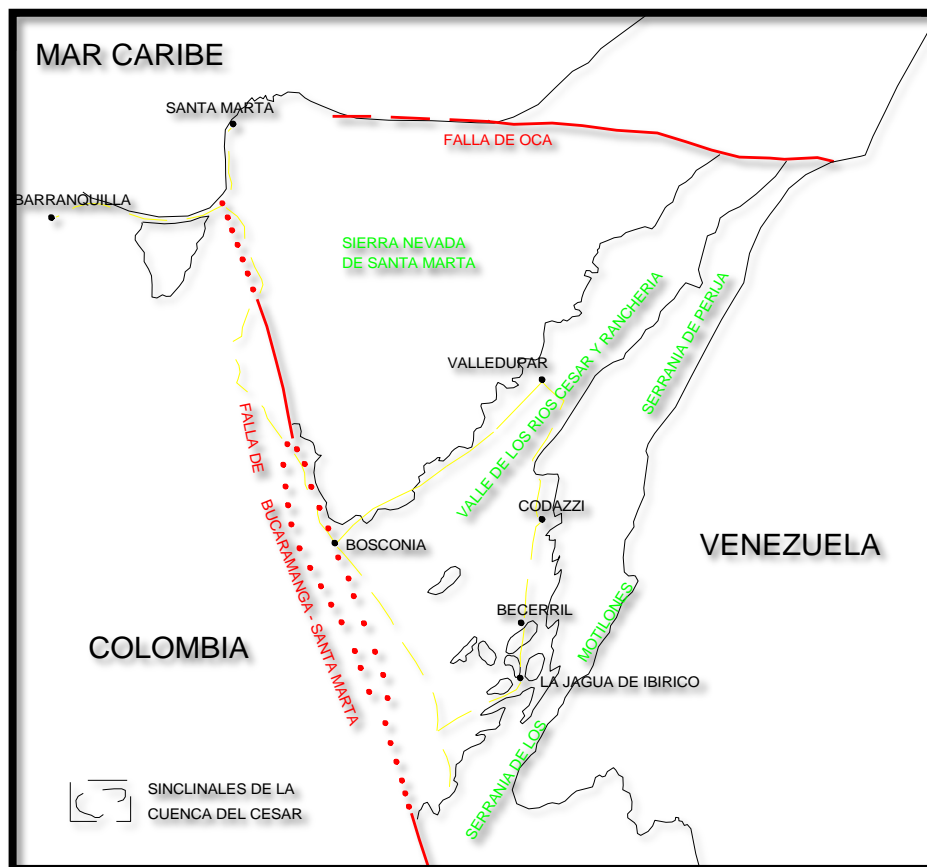 MAR CARIBE
SANTA MARTA
FALLA DE OCA
BARRANQUILLA
SIERRA NEVADA
DE SANTA MARTA
VALLEDUPAR
VALLE DE LOS RIOS CESAR Y RANCHERIA
SERRANIA DE PERIJA
FALLA DE
BUCARAMANGA - SANTA MARTA
CODAZZI
BOSCONIA
VENEZUELA
BECERRIL
MOTILONES
COLOMBIA
LA JAGUA DE IBIRICO
SERRANIA DE LOS
SINCLINALES DE LA
CUENCA DEL CESAR